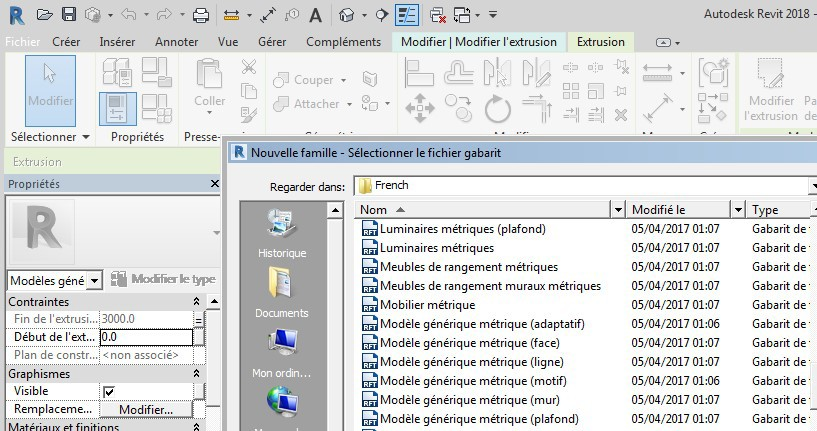 Autodesk Revit 2018 -
Fichier Créer Insérer Annoter Vue Gérer Compléments Modifier | Modifier l'extrusion Extrusion
Modifier
Coller
Couper
Attacher
Modifier l'extrusion
Sélectionner Propriétés Presse-
Extrusion
Propriétés
R
Modèles géné
Modifier le type
Contraintes
Fin de l'extrusi... 3000.0
Début de l'ext... 0.0
Plan de constr... <non associé>
Graphismes
Visible
Remplaceme... Modifier...
Matériaux et finitions
Nouvelle famille - Sélectionner le fichier gabarit
Regarder dans: French
Historique
Documents
Mon ordin...
Nom Modifié le Type
Luminaires métriques (plafond) 05/04/2017 01:07 Gabarit de
Luminaires métriques 05/04/2017 01:07 Gabarit de
Meubles de rangement métriques 05/04/2017 01:07 Gabarit de
Meubles de rangement muraux métriques 05/04/2017 01:07 Gabarit de
Mobilier métrique 05/04/2017 01:07 Gabarit de
Modèle générique métrique (adaptatif) 05/04/2017 01:06 Gabarit de
Modèle générique métrique (face) 05/04/2017 01:07 Gabarit de
Modèle générique métrique (ligne) 05/04/2017 01:07 Gabarit de
Modèle générique métrique (motif) 05/04/2017 01:06 Gabarit de
Modèle générique métrique (mur) 05/04/2017 01:07 Gabarit de
Modèle générique métrique (plafond) 05/04/2017 01:07 Gabarit de